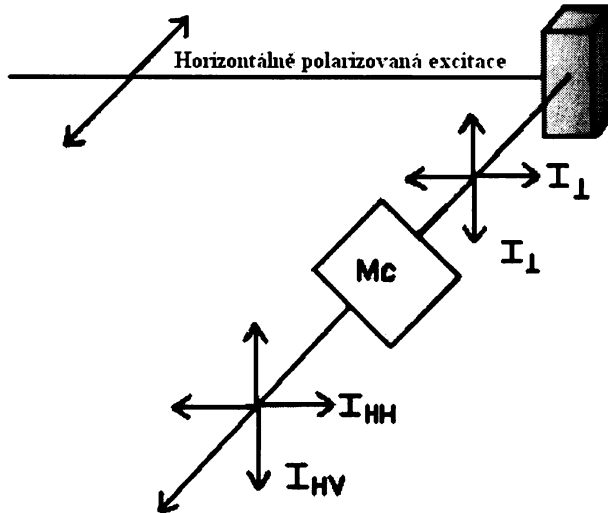 Horizontálně polarizovaná excitace
I⊥
I⊥
MC
IHH
IHV